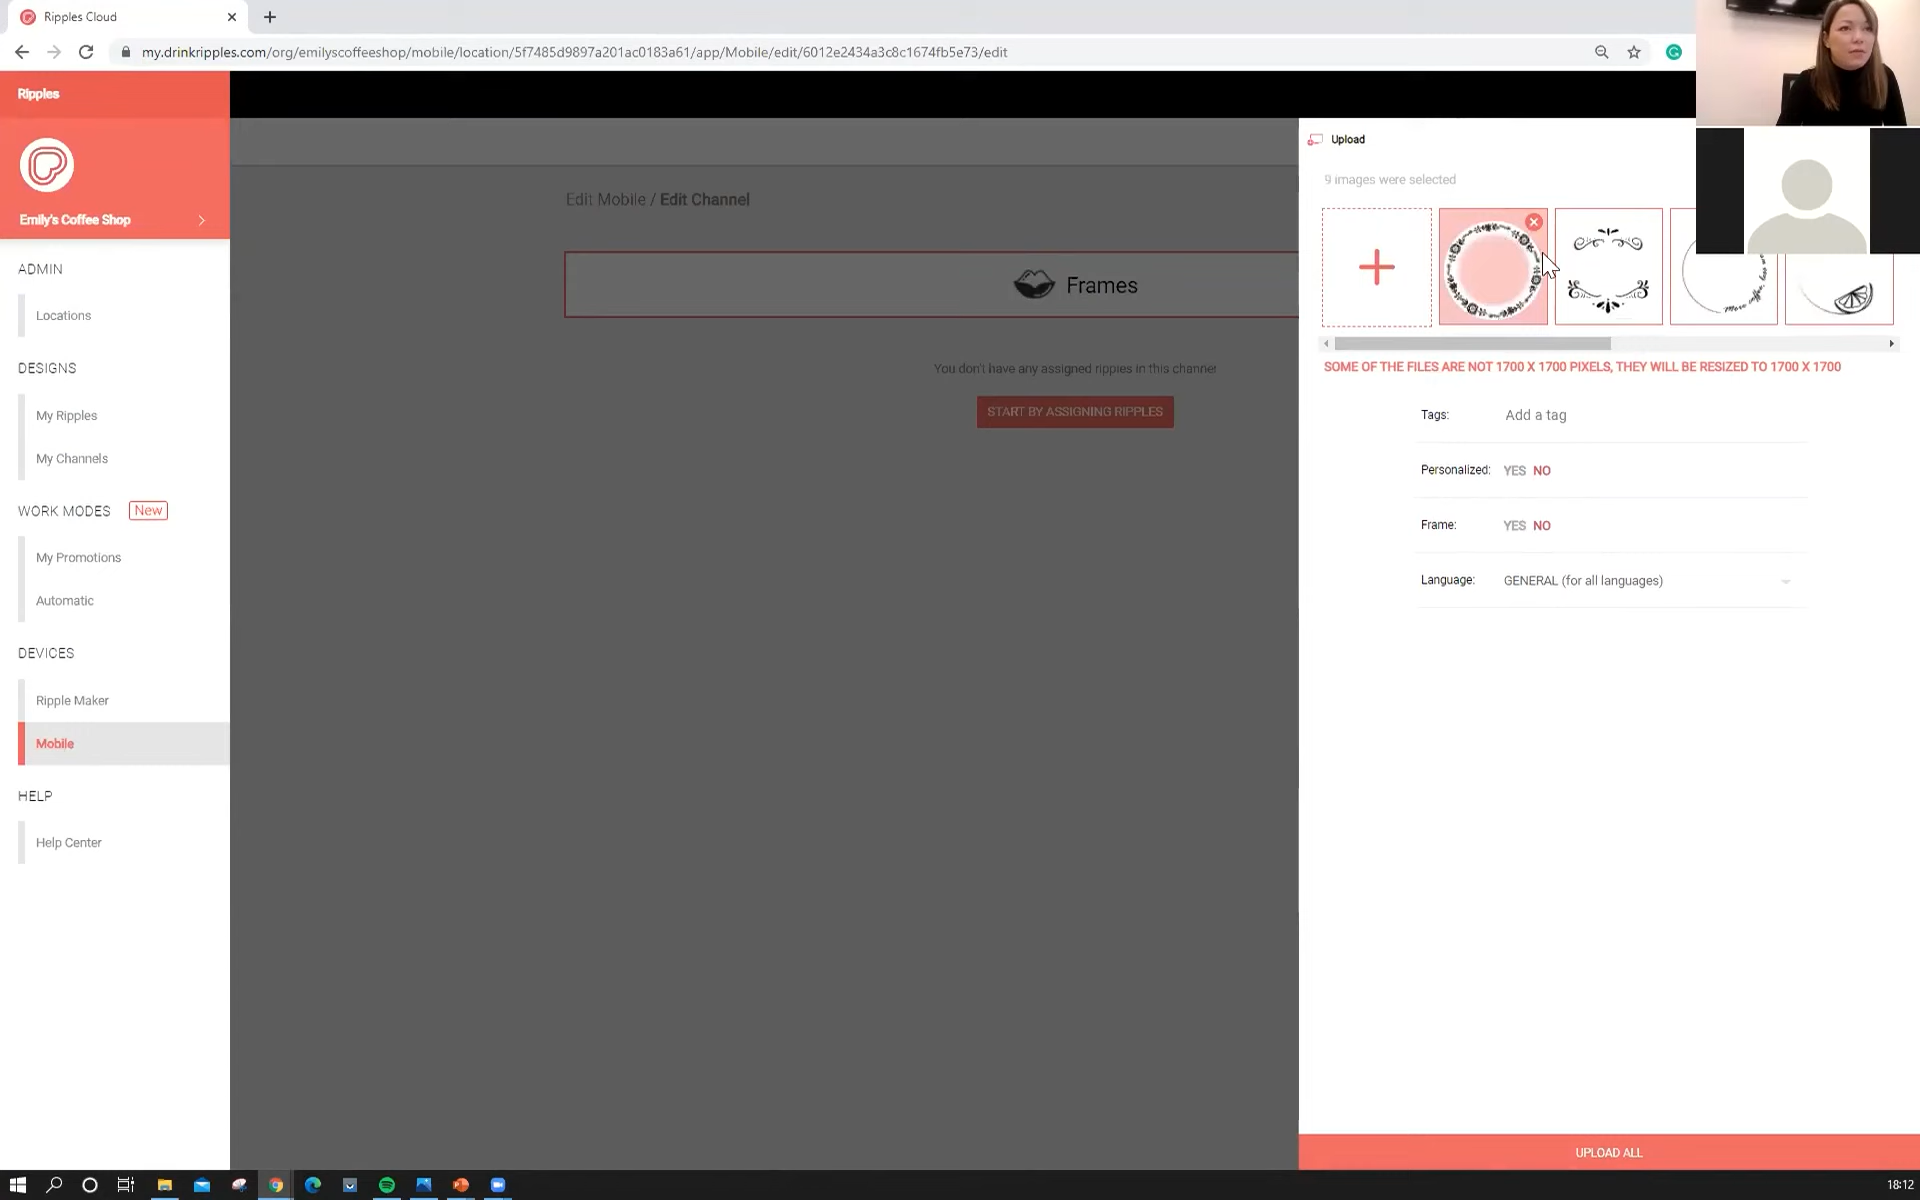 Ripples Cloud
my.drinkripples.com/org/emilyscoffeeshop/mobile/location/5f7485d9897a201ac0183a61/app/Mobile/edit/6012e2434a3c8c1674fb5e73/edit
Ripples
Emily's Coffee Shop
ADMIN
Locations
DESIGNS
My Ripples
My Channels
WORK MODES New
My Promotions
Automatic
DEVICES
Ripple Maker
Mobile
HELP
Help Center
Edit Mobile / Edit Channel
Frames
You don't have any assigned ripples in this channel
START BY ASSIGNING RIPPLES
Upload
9 images were selected
More coffee, less
SOME OF THE FILES ARE NOT 1700 X 1700 PIXELS, THEY WILL BE RESIZED TO 1700 X 1700
Tags: Add a tag
Personalized: YES NO
Frame: YES NO
Language: GENERAL (for all languages)
UPLOAD ALL
18:12